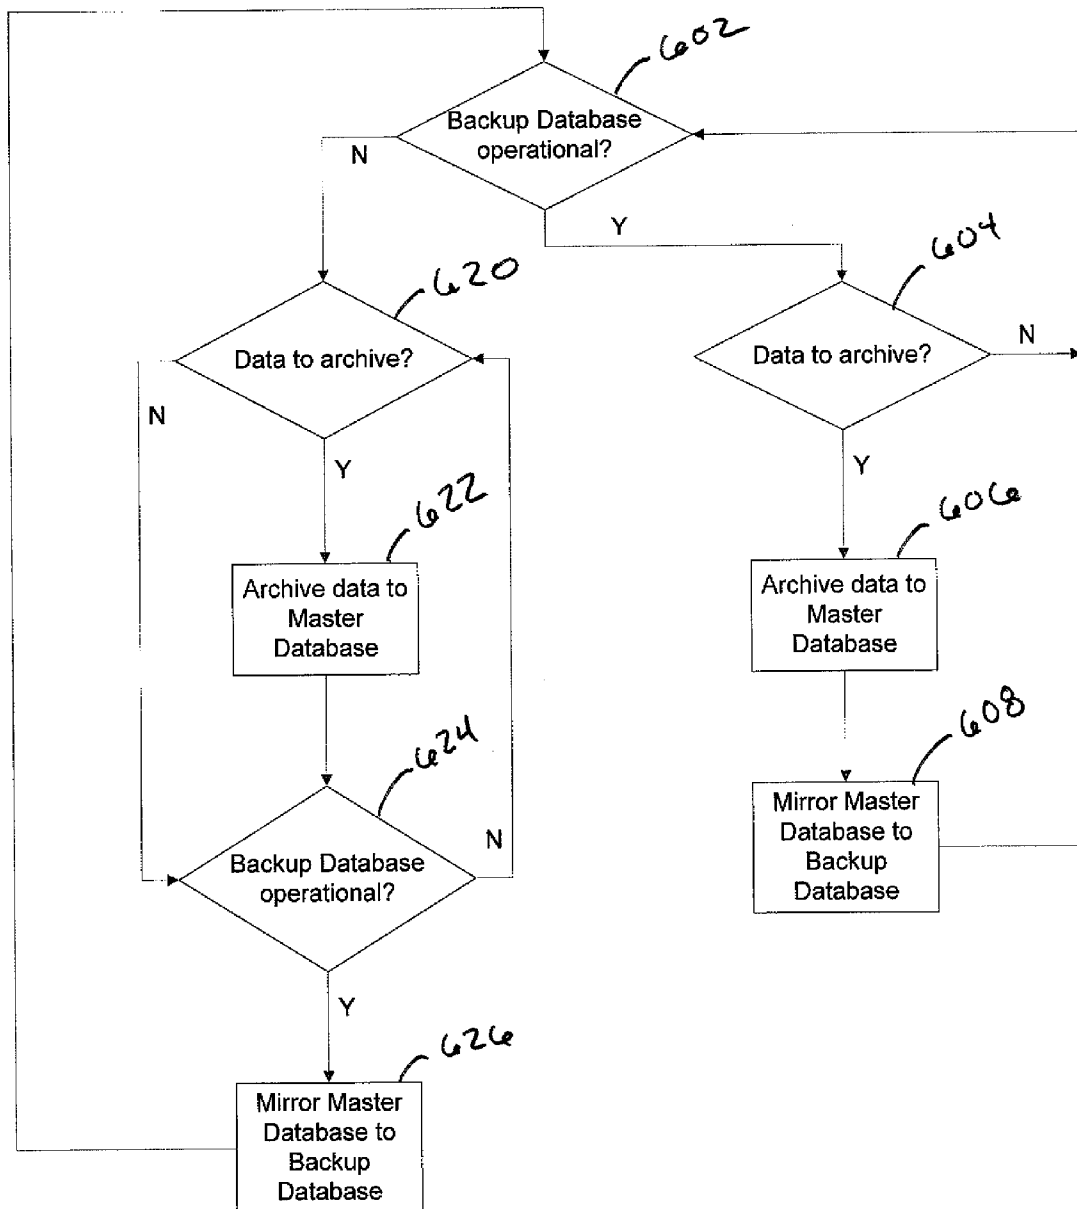 602
Backup Database
operational?
N
Y
604
620
Data to archive?
N
Y
Data to archive?
N
Y
622
Archive data to
Master
Database
606
Archive data to
Master
Database
624
Backup Database
operational?
N
Y
608
Mirror Master
Database to
Backup
Database
626
Mirror Master
Database to
Backup
Database